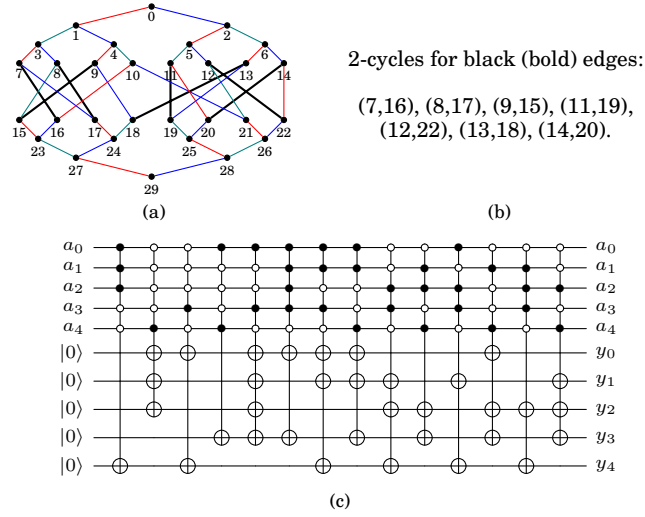 0
1 2
3 4 5 6
7 8 9 10 11 12 13 14
15 16 17 18 19 20 21 22
23 24 25 26
27 28
29
(a)
2-cycles for black (bold) edges:
(7,16), (8,17), (9,15), (11,19),
(12,22), (13,18), (14,20).
(b)
a0 a0
a1 a1
a2 a2
a3 a3
a4 a4
|0⟩ y0
|0⟩ y1
|0⟩ y2
|0⟩ y3
|0⟩ y4
(c)